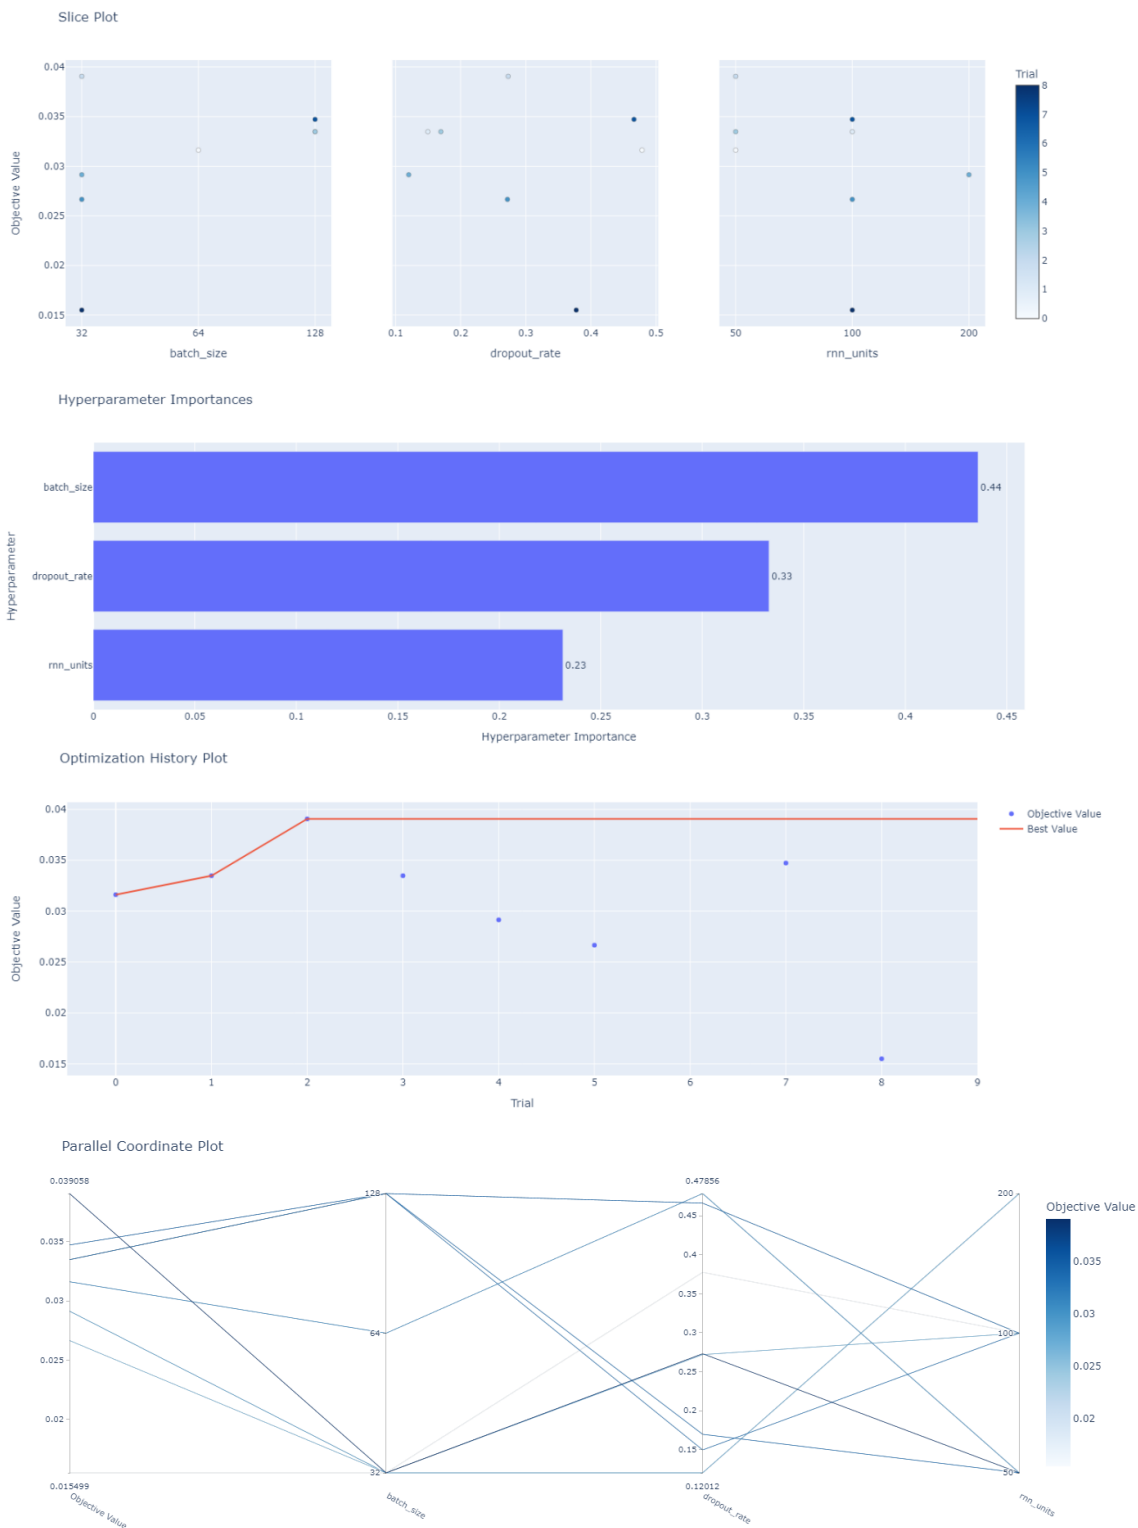 Slice Plot
0.04
0.035
0.03
0.025
0.02
0.015
Objective Value
32 64 128
batch_size
0.1 0.2 0.3 0.4 0.5
dropout_rate
50 100 200
rnn_units
Trial
8
7
6
5
4
3
2
1
0
Hyperparameter Importances
Hyperparameter
batch_size 0.44
dropout_rate 0.33
rnn_units 0.23
0 0.05 0.1 0.15 0.2 0.25 0.3 0.35 0.4 0.45
Hyperparameter Importance
Optimization History Plot
0.04
0.035
0.03
0.025
0.02
0.015
Objective Value
0 1 2 3 4 5 6 7 8 9
Trial
Objective Value
Best Value
Parallel Coordinate Plot
0.039058
0.035
0.03
0.025
0.02
0.015499
Objective Value
128
64
32
batch_size
0.47856
0.45
0.4
0.35
0.3
0.25
0.2
0.15
0.12012
dropout_rate
200
100
50
rnn_units
Objective Value
0.035
0.03
0.025
0.02